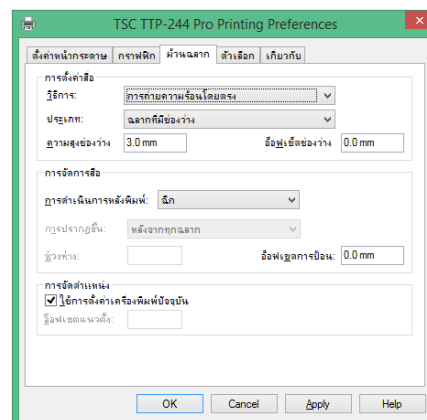 TSC TTP-244 Pro Printing Preferences
ตั้งค่าหน้ากระดาษ กราฟฟิก ม้วนฉลาก ตัวเลือก เกี่ยวกับ
การตั้งค่าสื่อ
วิธีการ: การถ่ายความร้อนโดยตรง
ประเภท: ฉลากที่มีช่องว่าง
ความสูงช่องว่าง 3.0 mm อ็อฟเซ็ตช่องว่าง 0.0 mm
การจัดการสื่อ
การดำเนินการหลังพิมพ์: ฉีก
การปรากฏขึ้น: หลังจากทุกฉลาก
ช่วงห่าง: อ็อฟเซตการป้อน: 0.0 mm
การจัดตำแหน่ง
ใช้การตั้งค่าเครื่องพิมพ์ปัจจุบัน
อ็อฟเซตแนวตั้ง:
OK Cancel Apply Help